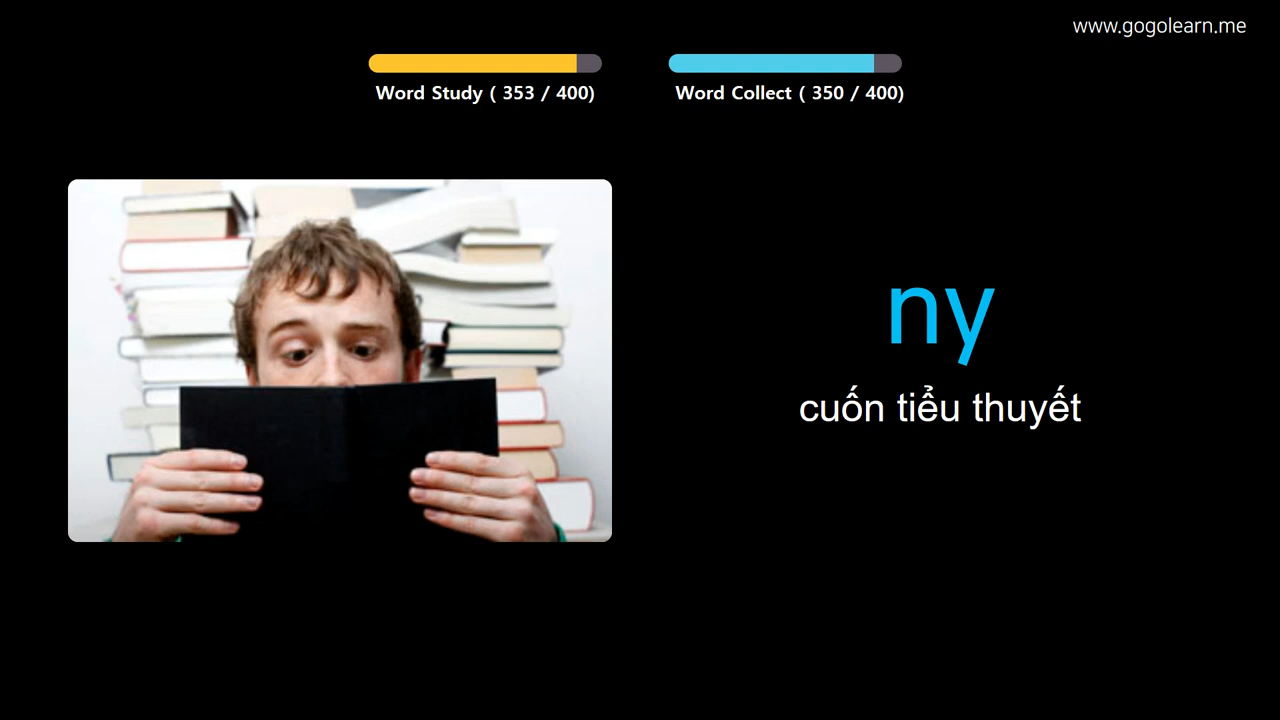 www.gogolearn.me
Word Study ( 353 / 400)
Word Collect ( 350 / 400)
ny
cuốn tiểu thuyết